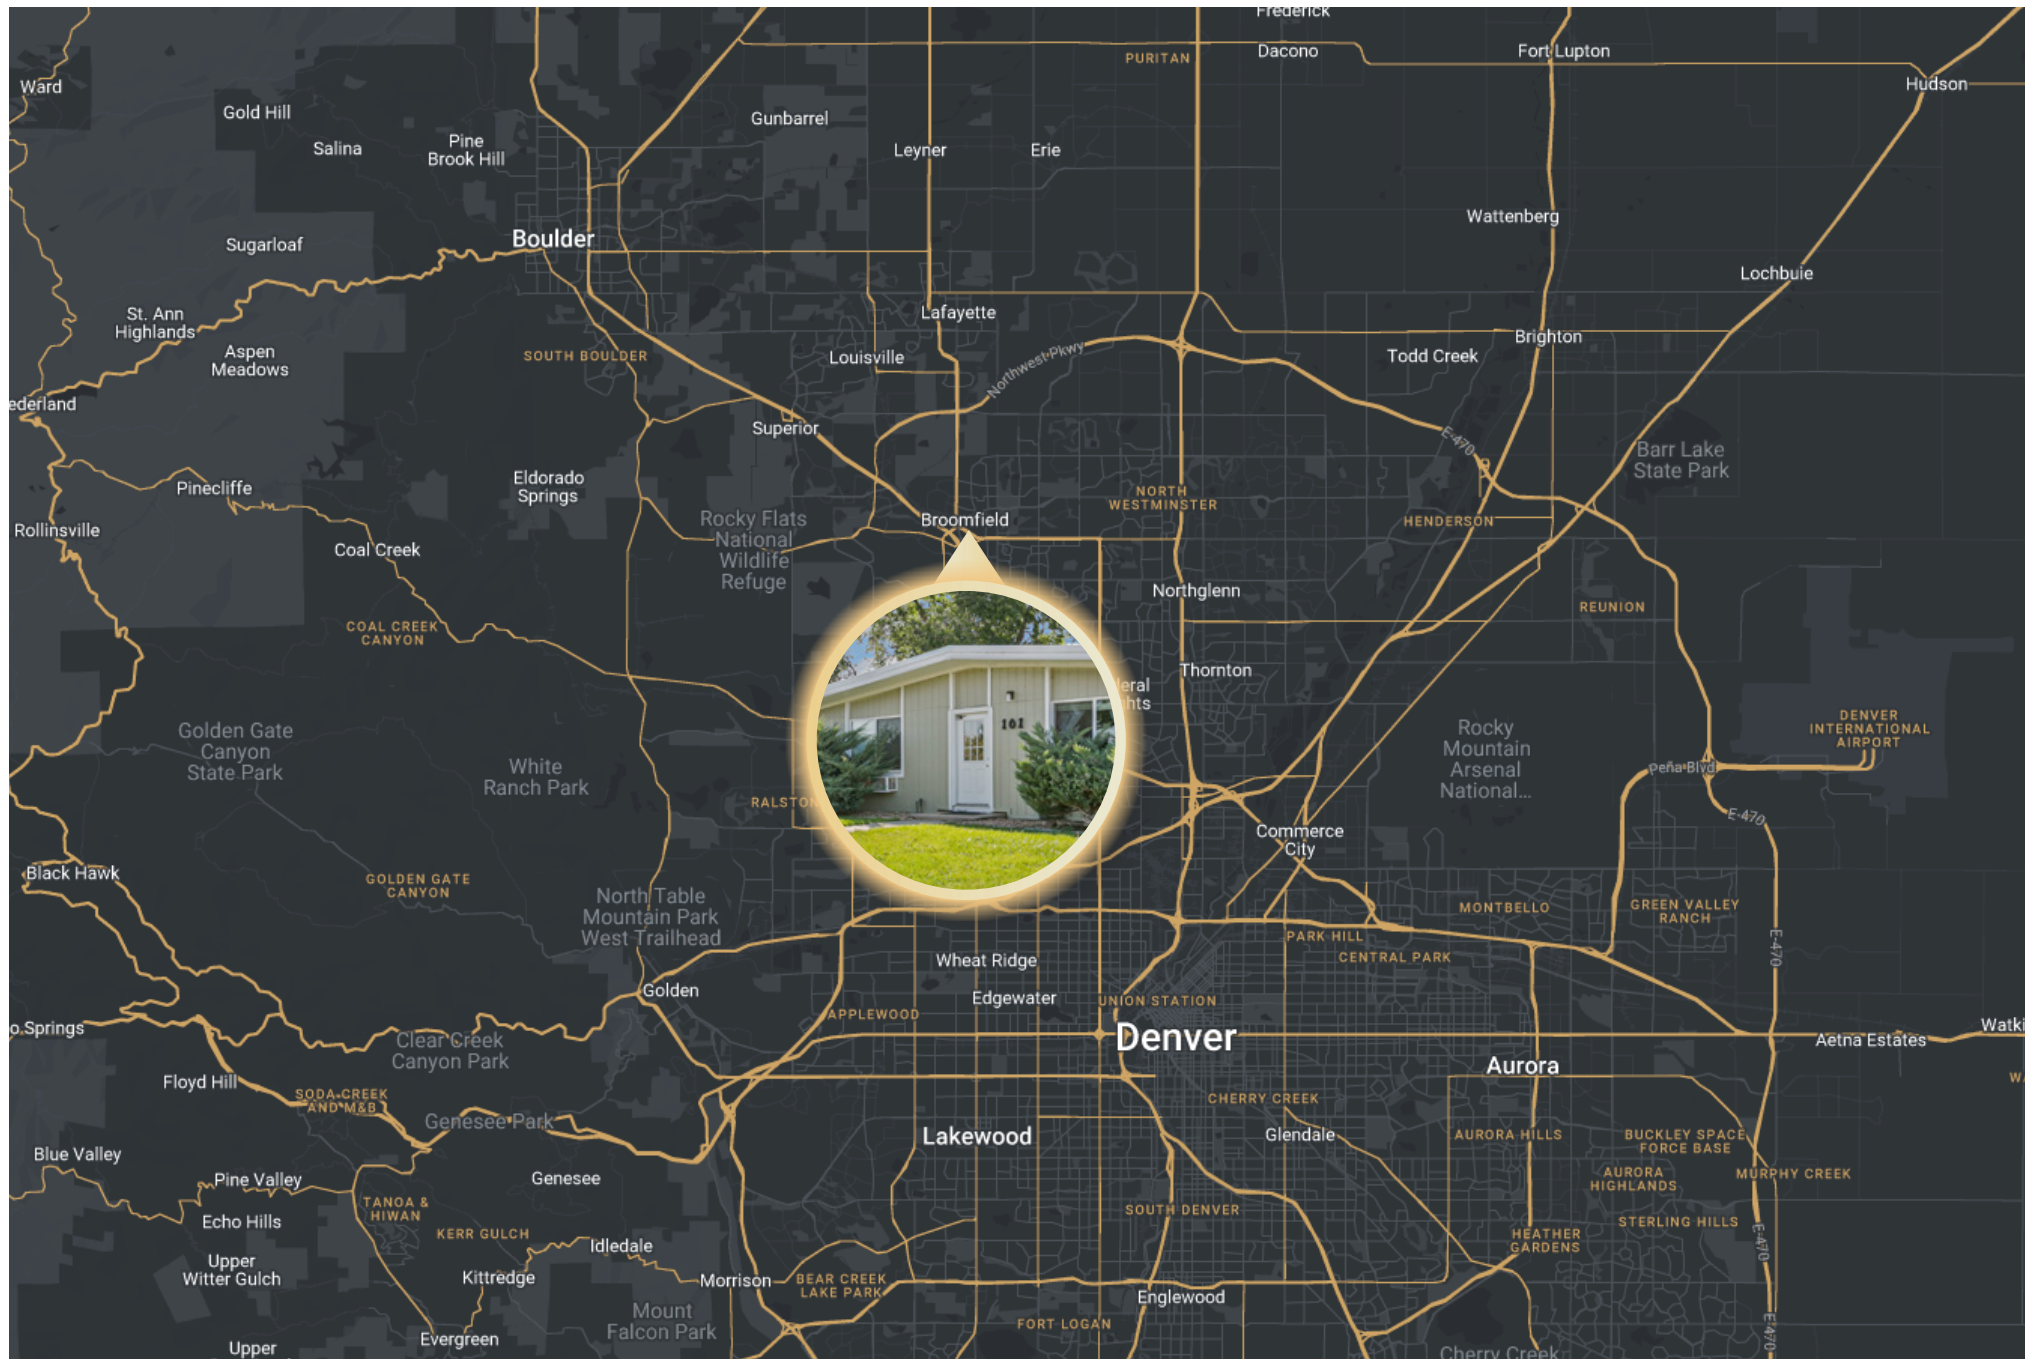 Frederick
PURITAN
Dacono
Fort Lupton
Hudson
Ward
Gold Hill
Salina
Pine
Brook Hill
Gunbarrel
Leyner
Erie
Wattenberg
Boulder
Sugarloaf
Lochbuie
St. Ann
Highlands
Lafayette
Aspen
Meadows
SOUTH BOULDER
Louisville
Northwest Pkwy
Todd Creek
Brighton
ederland
Superior
E-470
Barr Lake
State Park
Pinecliffe
Eldorado
Springs
NORTH
WESTMINSTER
Rollinsville
Rocky Flats
National
Wildlife
Refuge
Broomfield
HENDERSON
Coal Creek
Northglenn
REUNION
COAL CREEK
CANYON
Thornton
eral
hts
101
Golden Gate
Canyon
State Park
White
Ranch Park
Rocky
Mountain
Arsenal
National...
DENVER
INTERNATIONAL
AIRPORT
Peña Blvd
RALSTON
E-470
Commerce
City
Black Hawk
GOLDEN GATE
CANYON
North Table
Mountain Park
West Trailhead
MONTBELLO
GREEN VALLEY
RANCH
PARK HILL
CENTRAL PARK
E-470
Wheat Ridge
Golden
Edgewater
UNION STATION
APPLEWOOD
o Springs
Clear Creek
Canyon Park
Denver
Aetna Estates
Watki
Aurora
Floyd Hill
SODA CREEK
AND M&B
Genesee Park
CHERRY CREEK
WA
Lakewood
Glendale
AURORA HILLS
BUCKLEY SPACE
FORCE BASE
Blue Valley
Pine Valley
Genesee
AURORA
HIGHLANDS
MURPHY CREEK
TANOA &
HIWAN
Echo Hills
KERR GULCH
SOUTH DENVER
STERLING HILLS
E-470
HEATHER
GARDENS
Idledale
Upper
Witter Gulch
Kittredge
Morrison
BEAR CREEK
LAKE PARK
Englewood
Mount
Falcon Park
FORT LOGAN
Evergreen
E-470
Upper
Cherry Creek